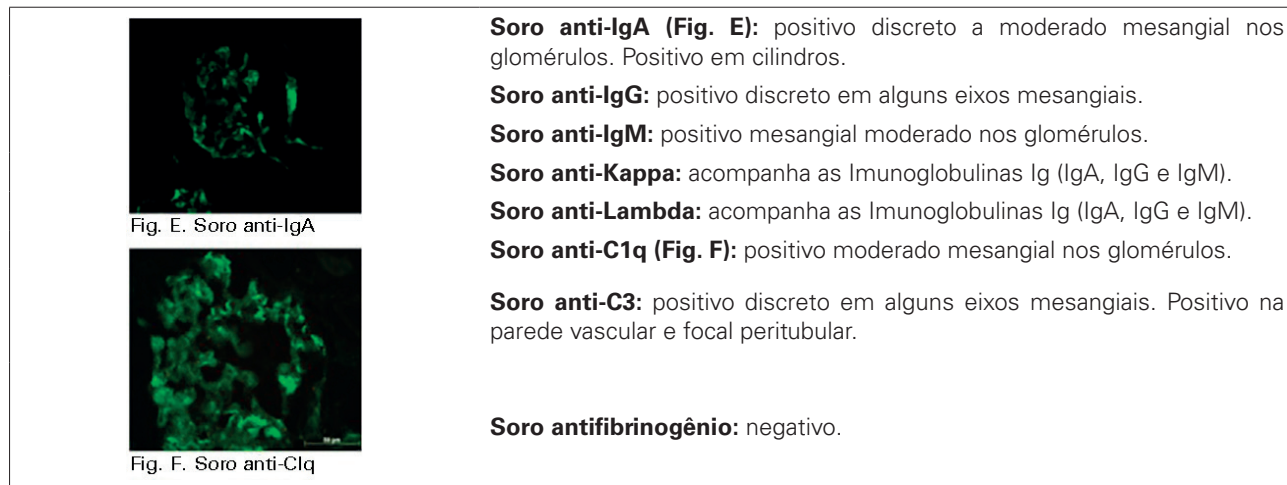 Soro anti-IgA (Fig. E): positivo discreto a moderado mesangial nos
glomérulos. Positivo em cilindros.
Soro anti-IgG: positivo discreto em alguns eixos mesangiais.
Soro anti-IgM: positivo mesangial moderado nos glomérulos.
Soro anti-Kappa: acompanha as Imunoglobulinas Ig (IgA, IgG e IgM).
Soro anti-Lambda: acompanha as Imunoglobulinas Ig (IgA, IgG e IgM).
Fig. E. Soro anti-IgA
Soro anti-C1q (Fig. F): positivo moderado mesangial nos glomérulos.
Soro anti-C3: positivo discreto em alguns eixos mesangiais. Positivo na
parede vascular e focal peritubular.
Soro antifibrinogênio: negativo.
Fig. F. Soro anti-Clq